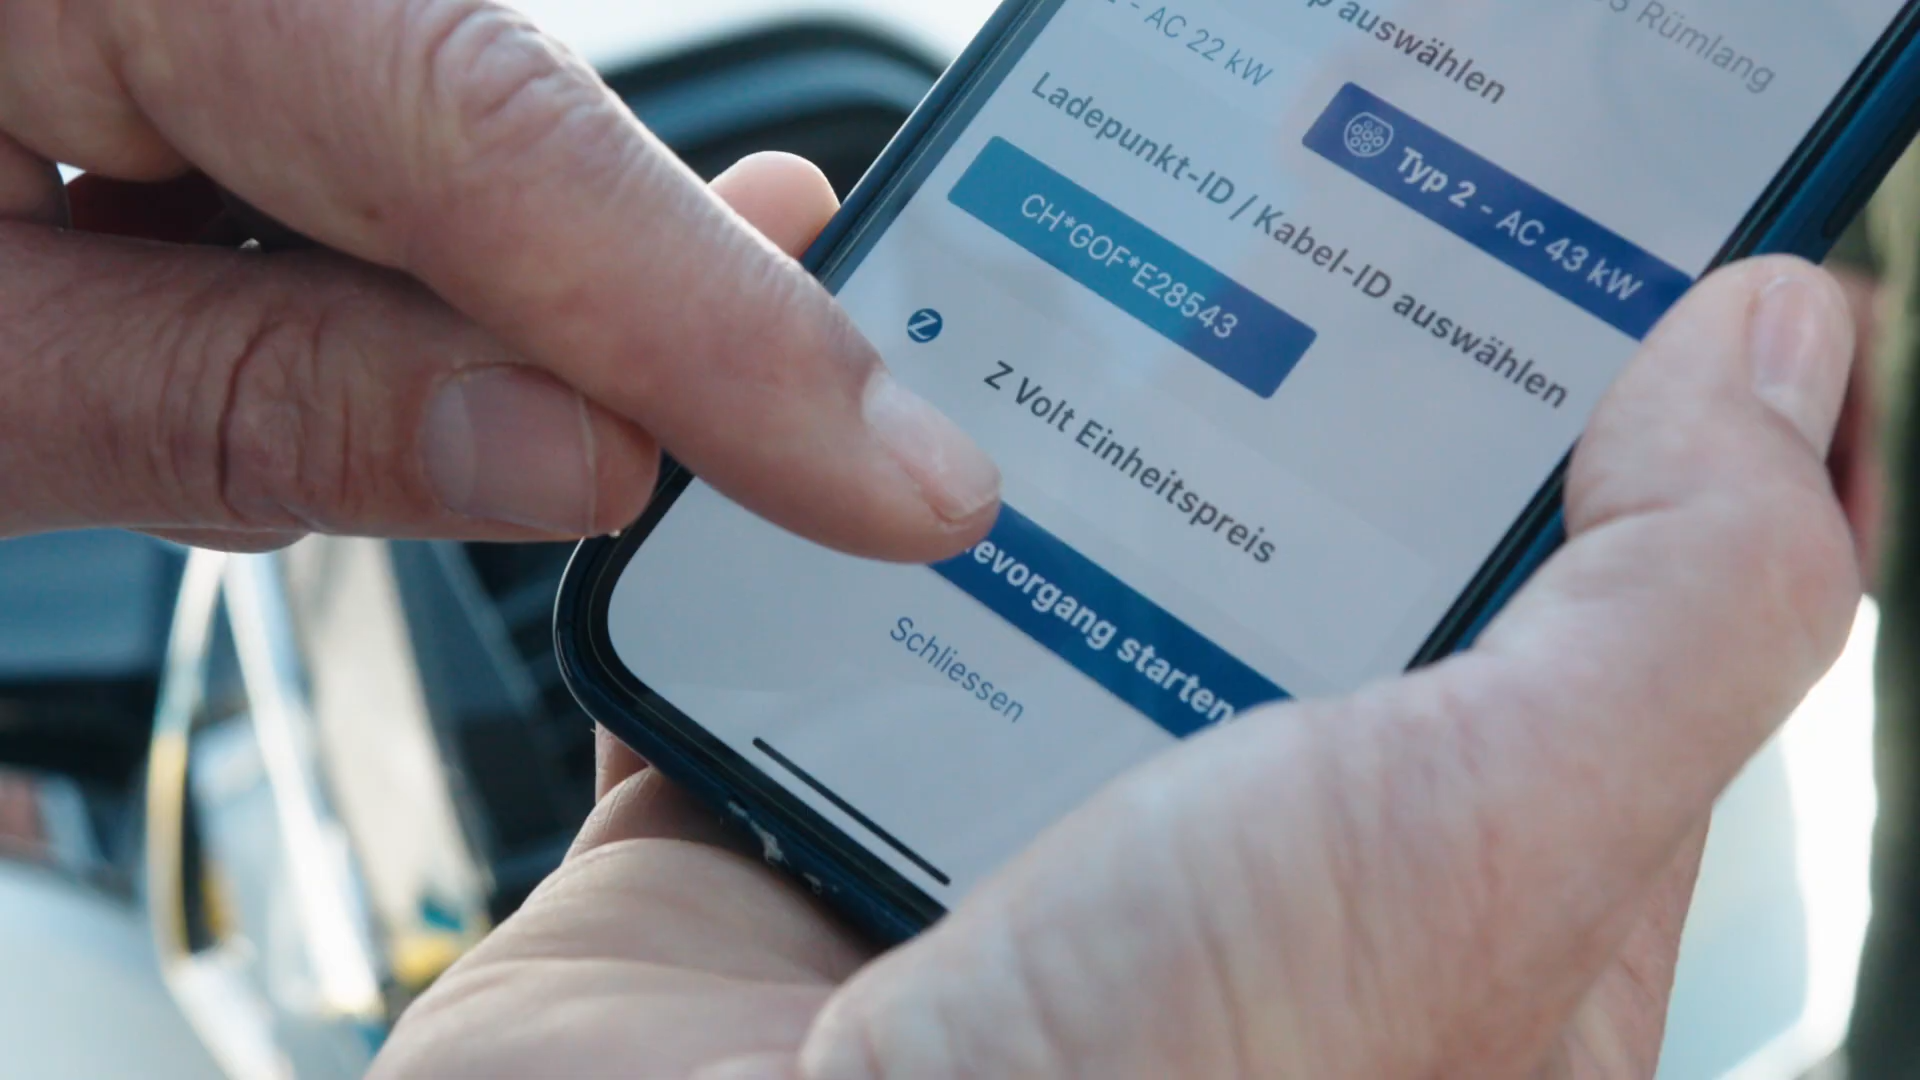 Rümlang
auswählen
AC 22 kW
Typ 2 - AC 43 kW
Ladepunkt-ID / Kabel-ID auswählen
CH*GOF*E28543
Z
Z Volt Einheitspreis
evorgang starten
Schliessen